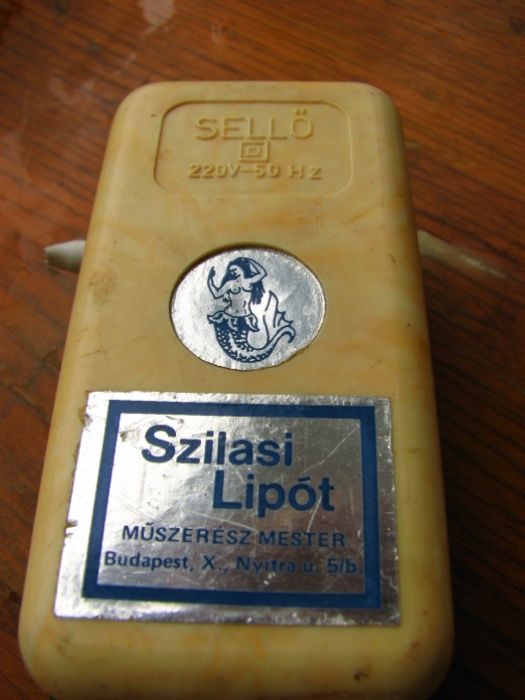 SELLŐ
220V~50 Hz
Szilasi
Lipót
MŰSZERÉSZ MESTER
Budapest, X., Nyitra u. 5/b.